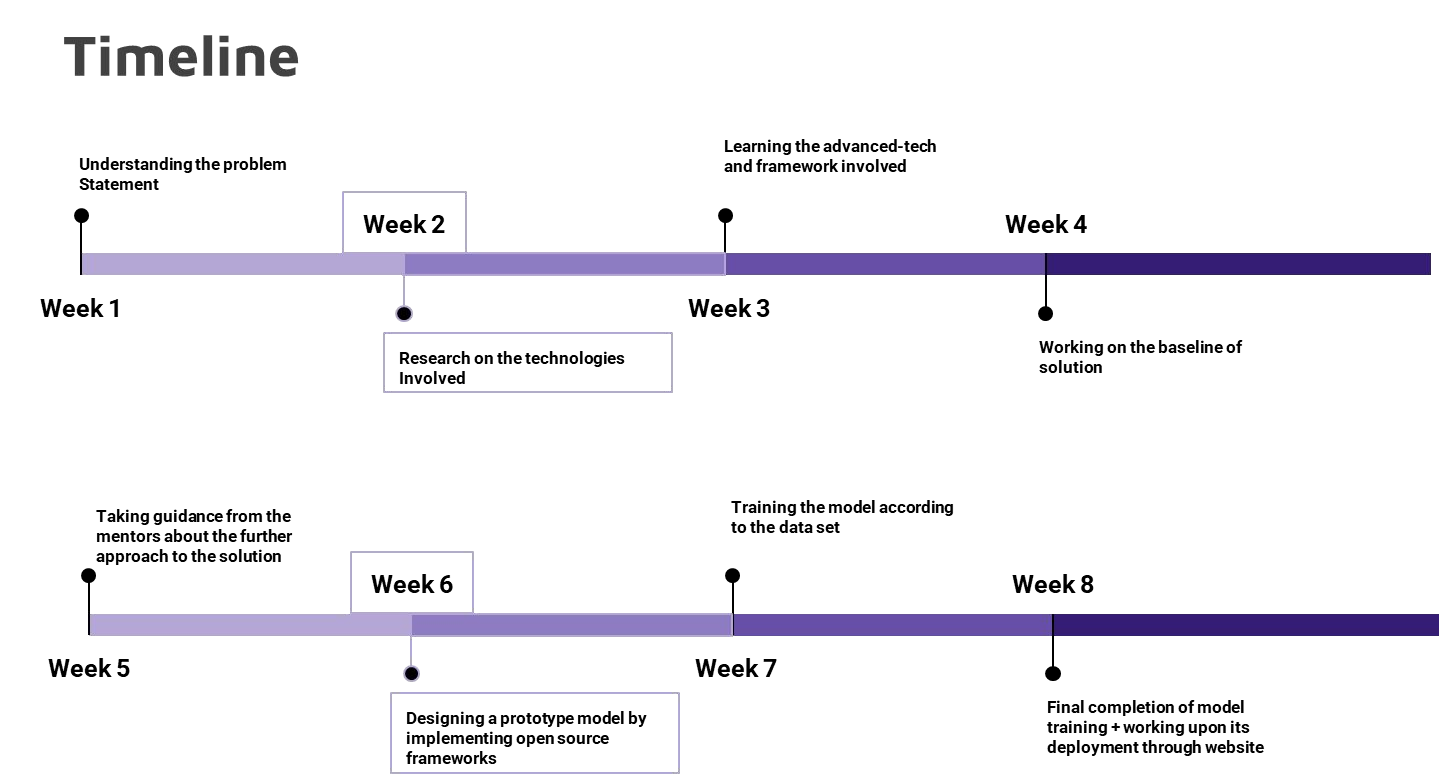 Timeline
Understanding the problem
Statement
Week 1
Week 2
Research on the technologies
Involved
Learning the advanced-tech
and framework involved
Week 3
Week 4
Working on the baseline of
solution
Taking guidance from the
mentors about the further
approach to the solution
Week 5
Week 6
Designing a prototype model by
implementing open source
frameworks
Training the model according
to the data set
Week 7
Week 8
Final completion of model
training + working upon its
deployment through website